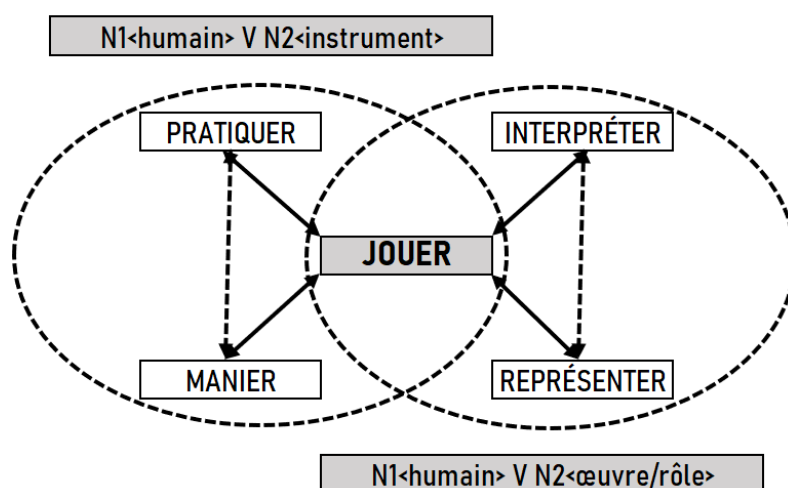 N1<humain> V N2<instrument>
PRATIQUER
INTERPRÉTER
JOUER
MANIER
REPRÉSENTER
N1<humain> V N2<œuvre/rôle>